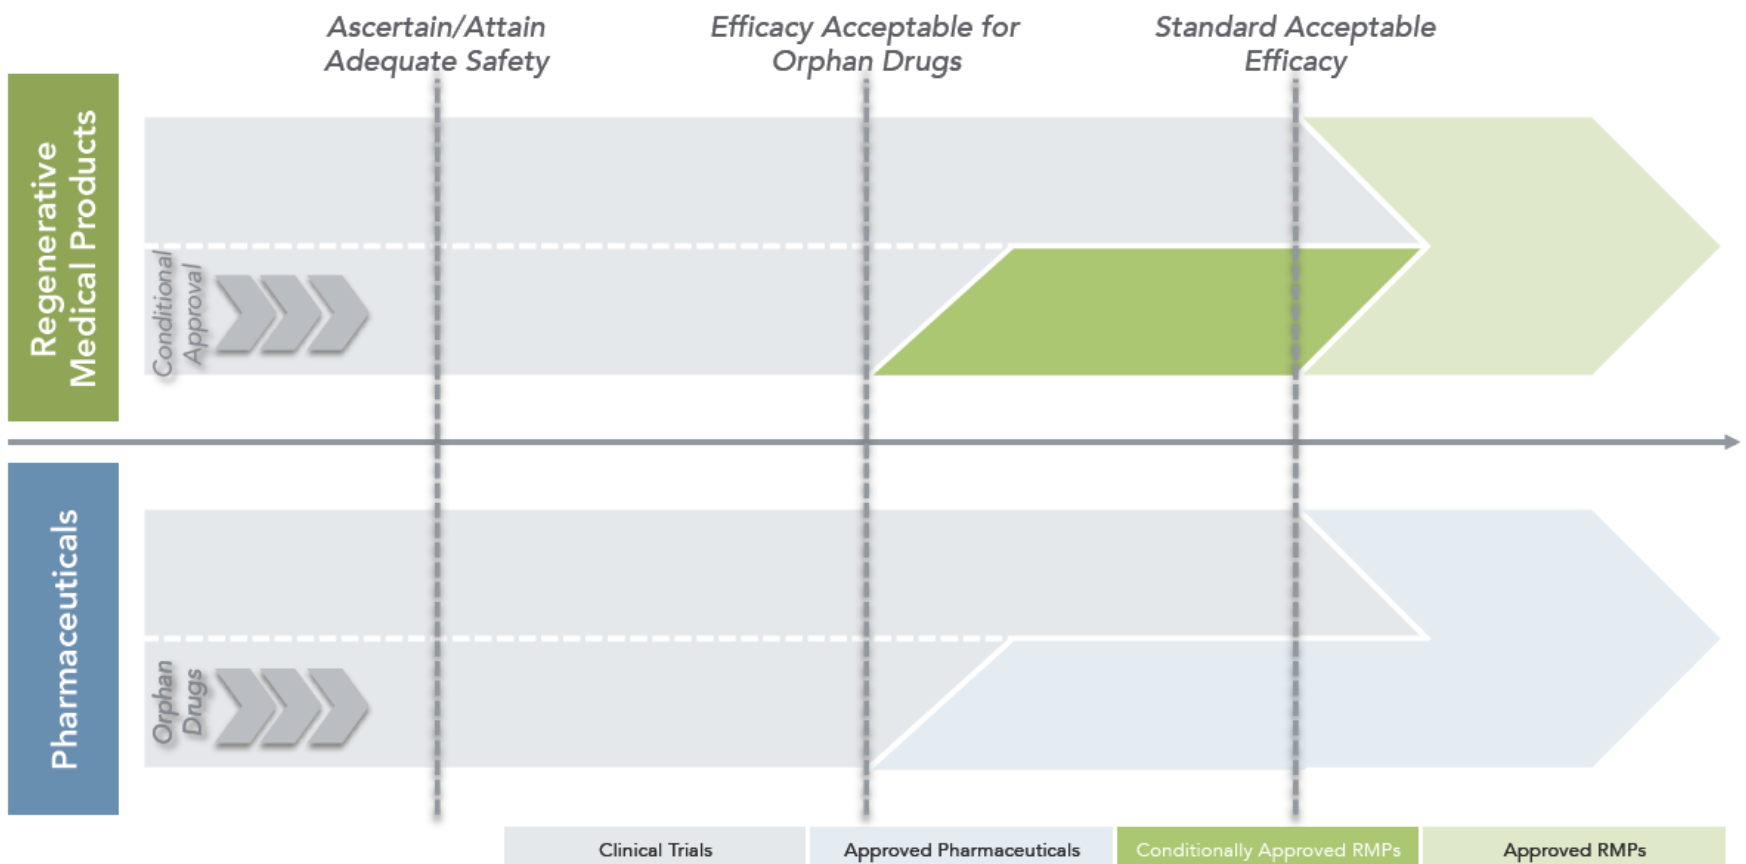 Ascertain/Attain
Adequate Safety
Efficacy Acceptable for
Orphan Drugs
Standard Acceptable
Efficacy
Regenerative
Medical Products
Conditional
Approval
Pharmaceuticals
Orphan
Drugs
Clinical Trials
Approved Pharmaceuticals
Conditionally Approved RMPs
Approved RMPs